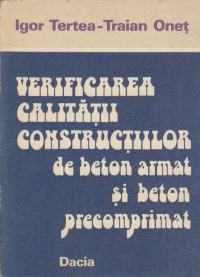 Igor Tertea-Traian Oneț
VERIFICAREA
CALITĂȚII
CONSTRUCȚIILOR
de beton armat
și beton
precomprimat
Dacia